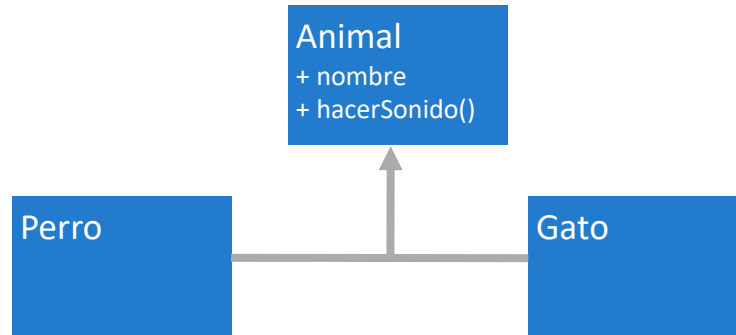 Animal
+ nombre
+ hacerSonido()
Perro
Gato